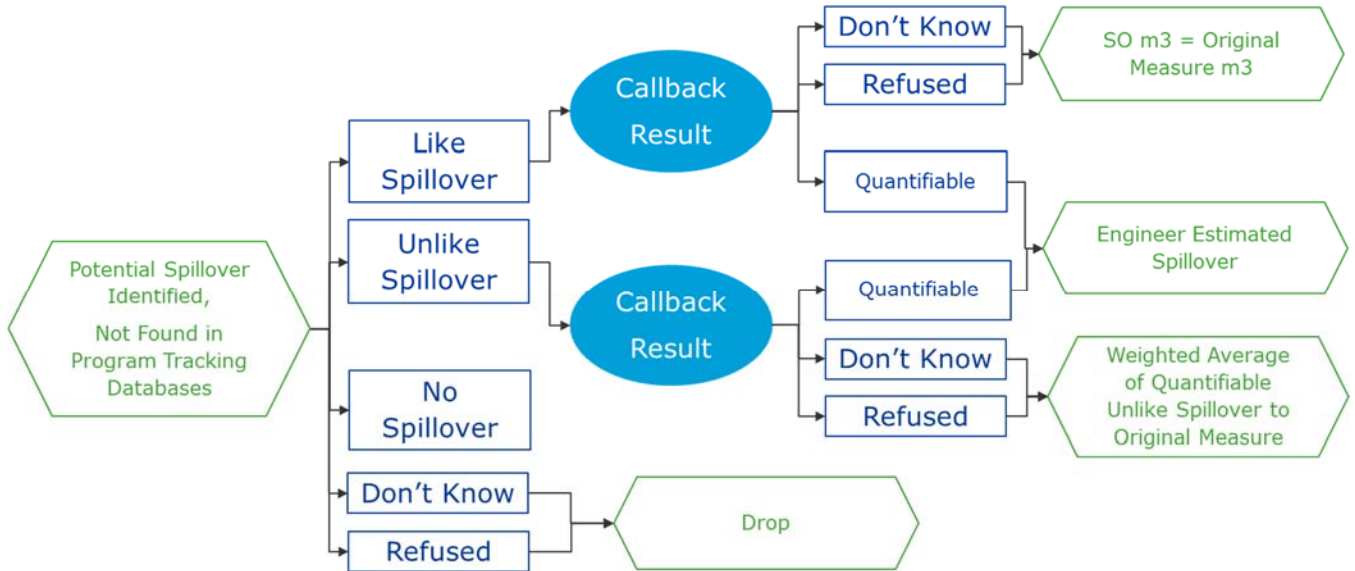 Potential Spillover
Identified,
Not Found in
Program Tracking
Databases
Like
Spillover
Unlike
Spillover
No
Spillover
Don't Know
Refused
Callback
Result
Callback
Result
Don't Know
Refused
Quantifiable
Quantifiable
Don't Know
Refused
Drop
SO m3 = Original
Measure m3
Engineer Estimated
Spillover
Weighted Average
of Quantifiable
Unlike Spillover to
Original Measure